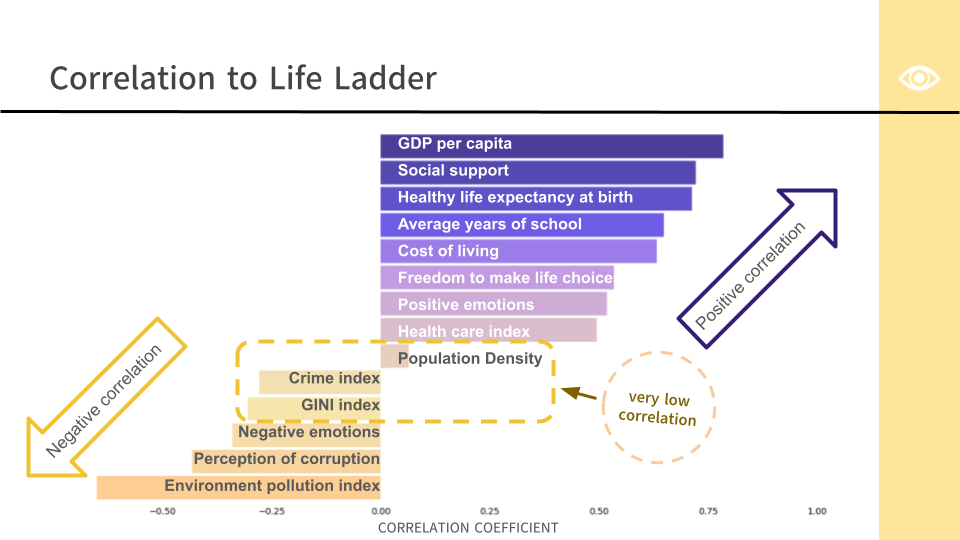 Correlation to Life Ladder
GDP per capita
Social support
Healthy life expectancy at birth
Average years of school
Cost of living
Freedom to make life choice
Positive emotions
Health care index
Population Density
Crime index
GINI index
Negative emotions
Perception of corruption
Environment pollution index
Positive correlation
Negative correlation
very low
correlation
−0.50 −0.25 0.00 0.25 0.50 0.75 1.00
CORRELATION COEFFICIENT